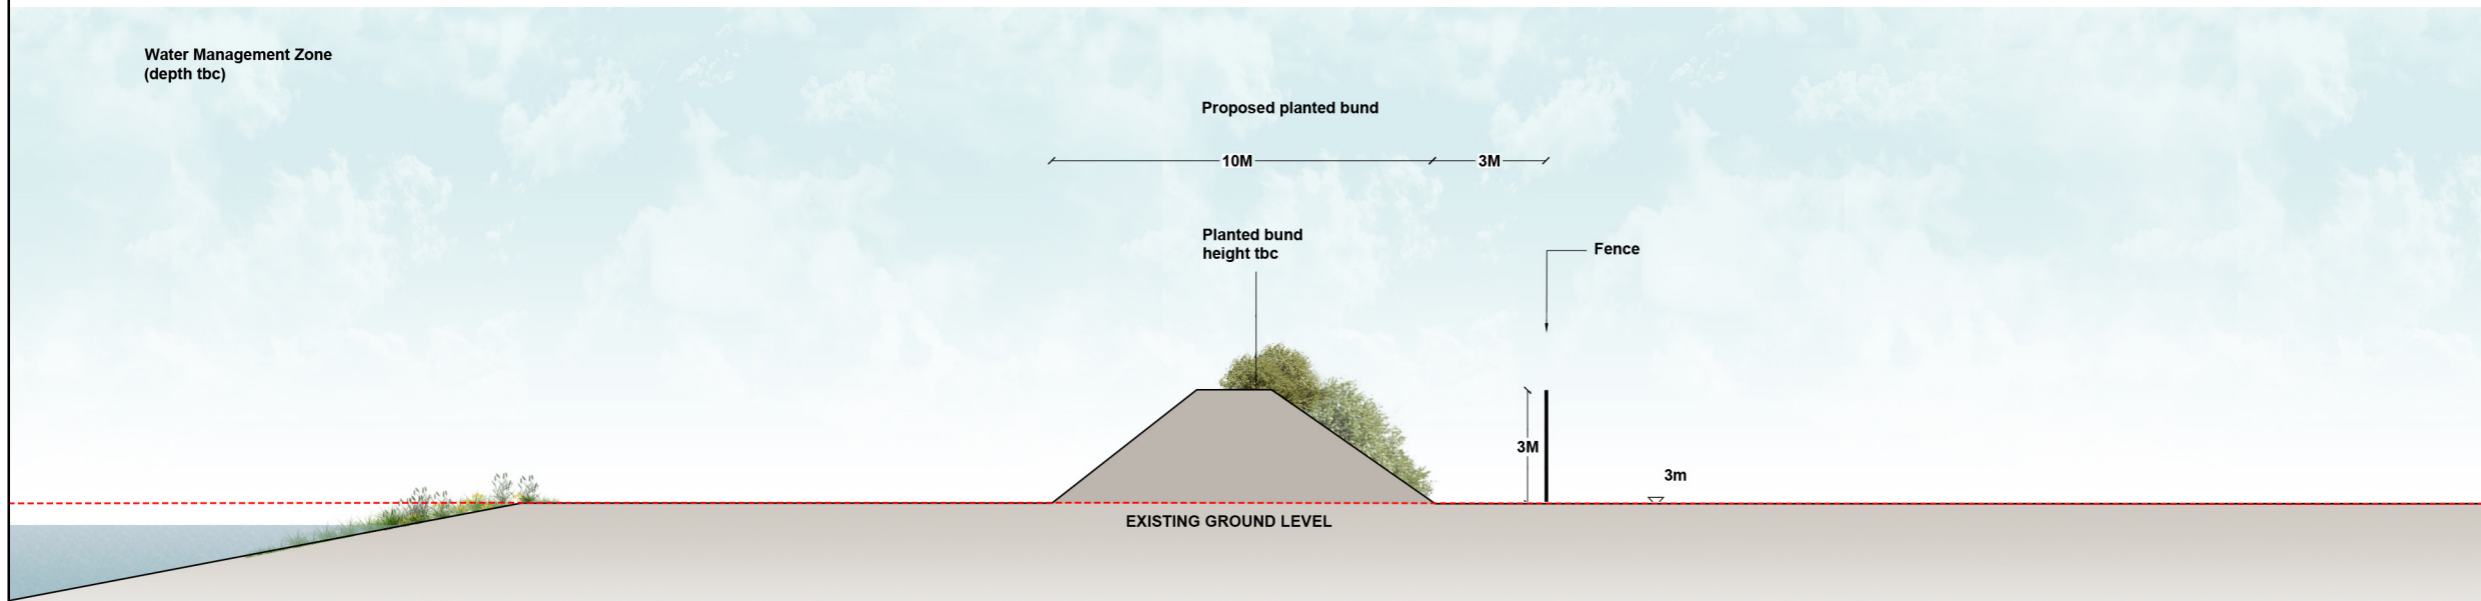 Water Management Zone
(depth tbc)
Proposed planted bund
10M
3M
Planted bund
height tbc
Fence
3M
3m
EXISTING GROUND LEVEL